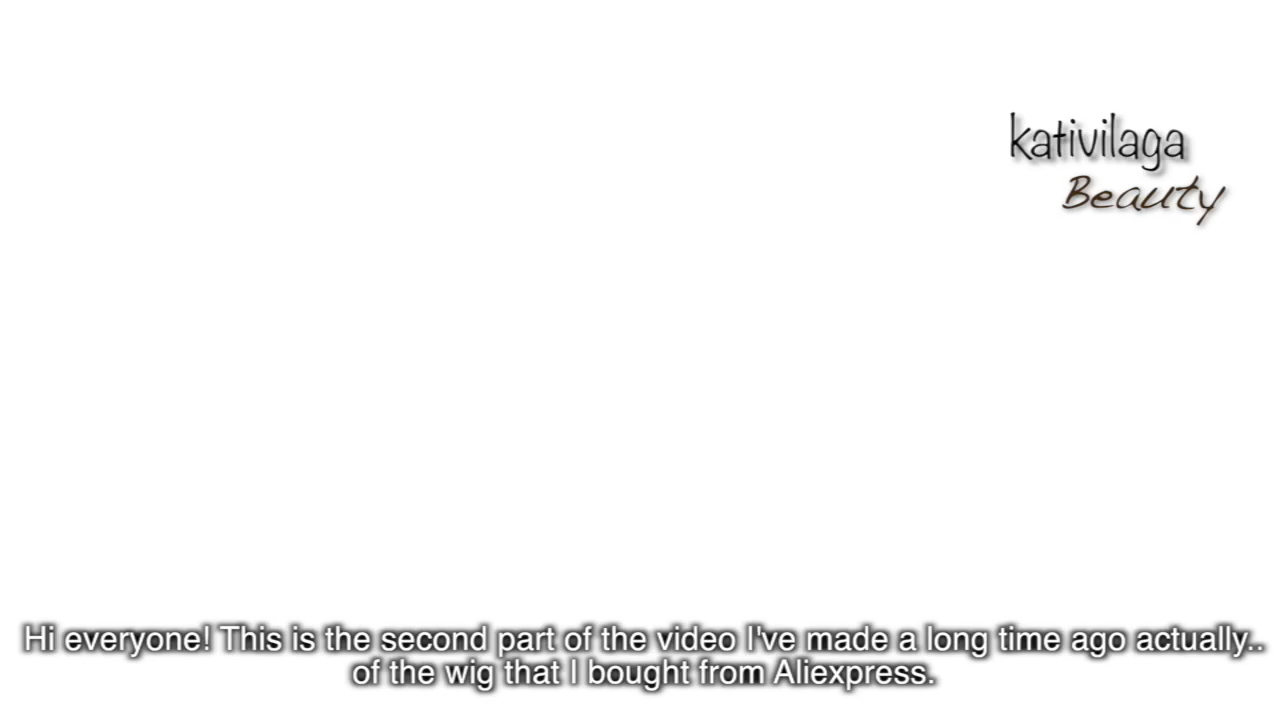 kativilaga
Beauty
Hi everyone! This is the second part of the video I've made a long time ago actually..
of the wig that I bought from Aliexpress.